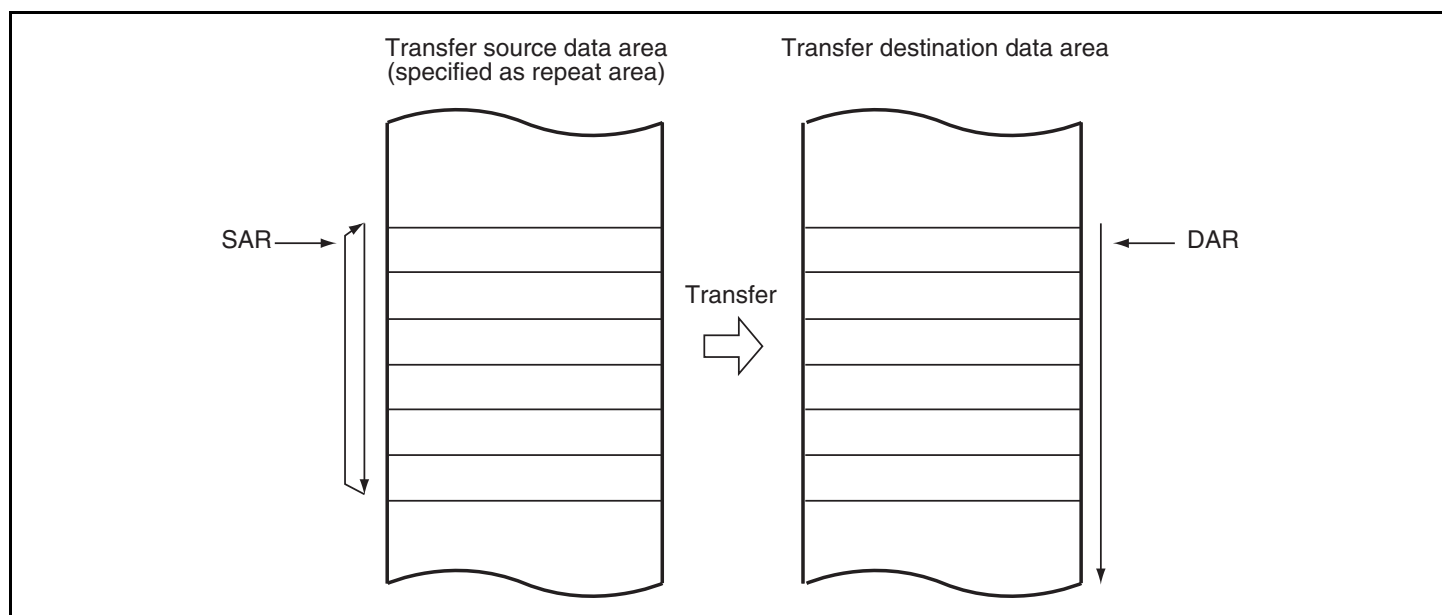 Transfer source data area
(specified as repeat area)
Transfer destination data area
SAR
Transfer
DAR